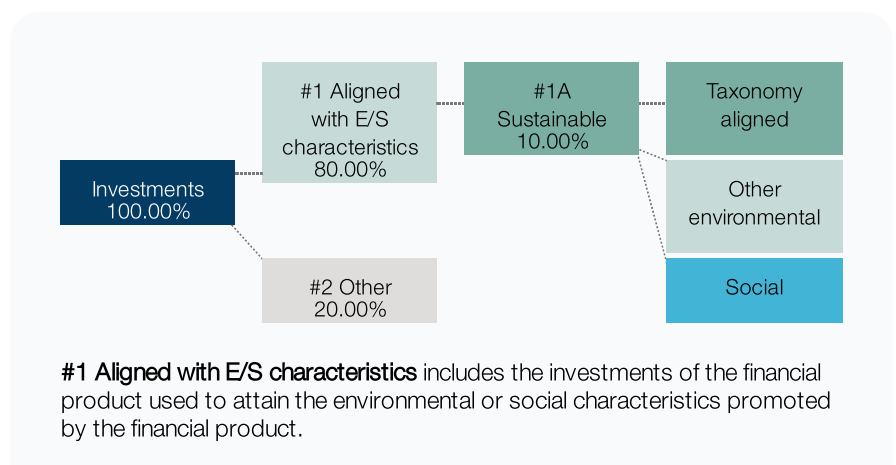 #1 Aligned
with E/S
characteristics
80.00%
#1A
Sustainable
10.00%
Taxonomy
aligned
Investments
100.00%
Other
environmental
#2 Other
20.00%
Social
#1 Aligned with E/S characteristics includes the investments of the financial
product used to attain the environmental or social characteristics promoted
by the financial product.